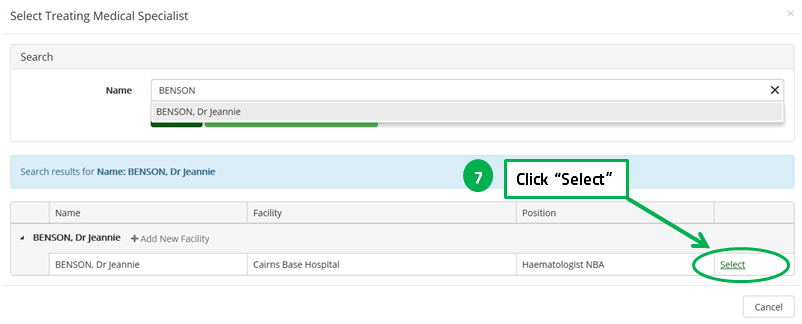 Select Treating Medical Specialist ×
Search
Name BENSON ×
BENSON, Dr Jeannie
Search results for Name: BENSON, Dr Jeannie
7 Click “Select”
Name Facility Position
BENSON, Dr Jeannie + Add New Facility
BENSON, Dr Jeannie Cairns Base Hospital Haematologist NBA Select
Cancel